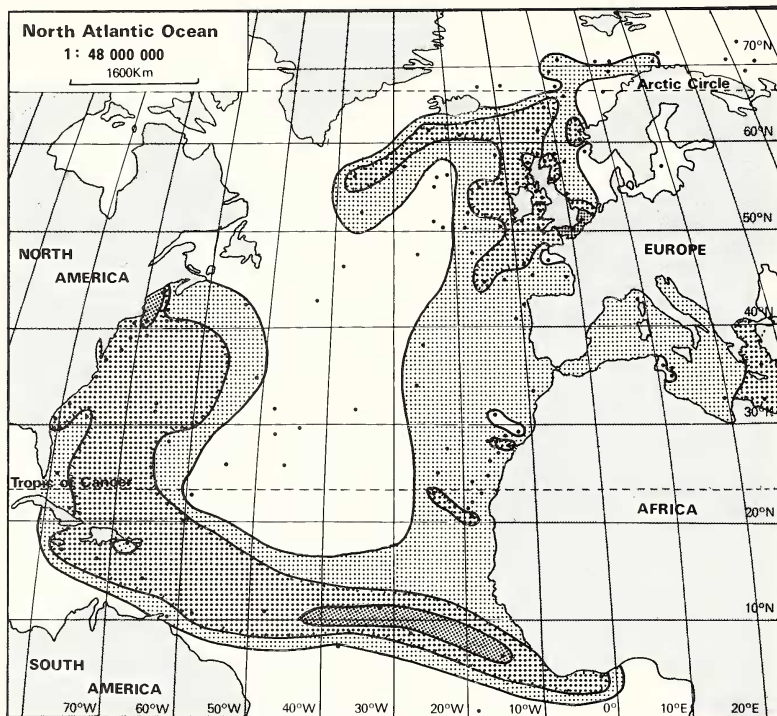 North Atlantic Ocean
1: 48 000 000
1600Km
70°N
Arctic Circle
60°N
50°N
NORTH
AMERICA
EUROPE
40°N
30°N
Tropic of Cancer
AFRICA
20°N
10°N
SOUTH
AMERICA
70°W
60°W
50°W
40°W
30°W
20°W
10°W
0°
10°E
20°E